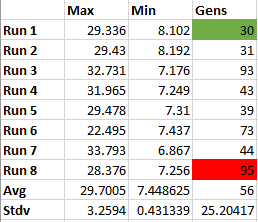 Max Min Gens
Run 1 29.336 8.102 30
Run 2 29.43 8.192 31
Run 3 32.731 7.176 93
Run 4 31.965 7.249 43
Run 5 29.478 7.31 39
Run 6 22.495 7.437 73
Run 7 33.793 6.867 44
Run 8 28.376 7.256 95
Avg 29.7005 7.448625 56
Stdv 3.2594 0.431339 25.20417